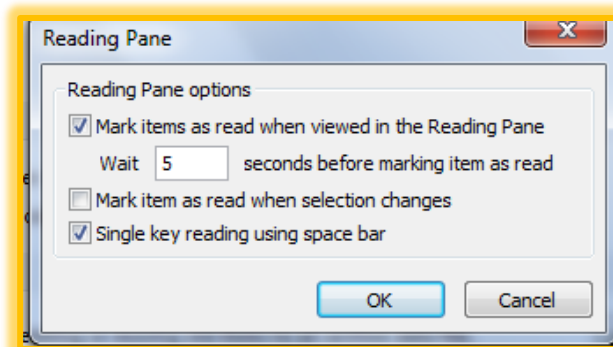 Reading Pane
Reading Pane options
Mark items as read when viewed in the Reading Pane
Wait 5 seconds before marking item as read
Mark item as read when selection changes
Single key reading using space bar
OK Cancel